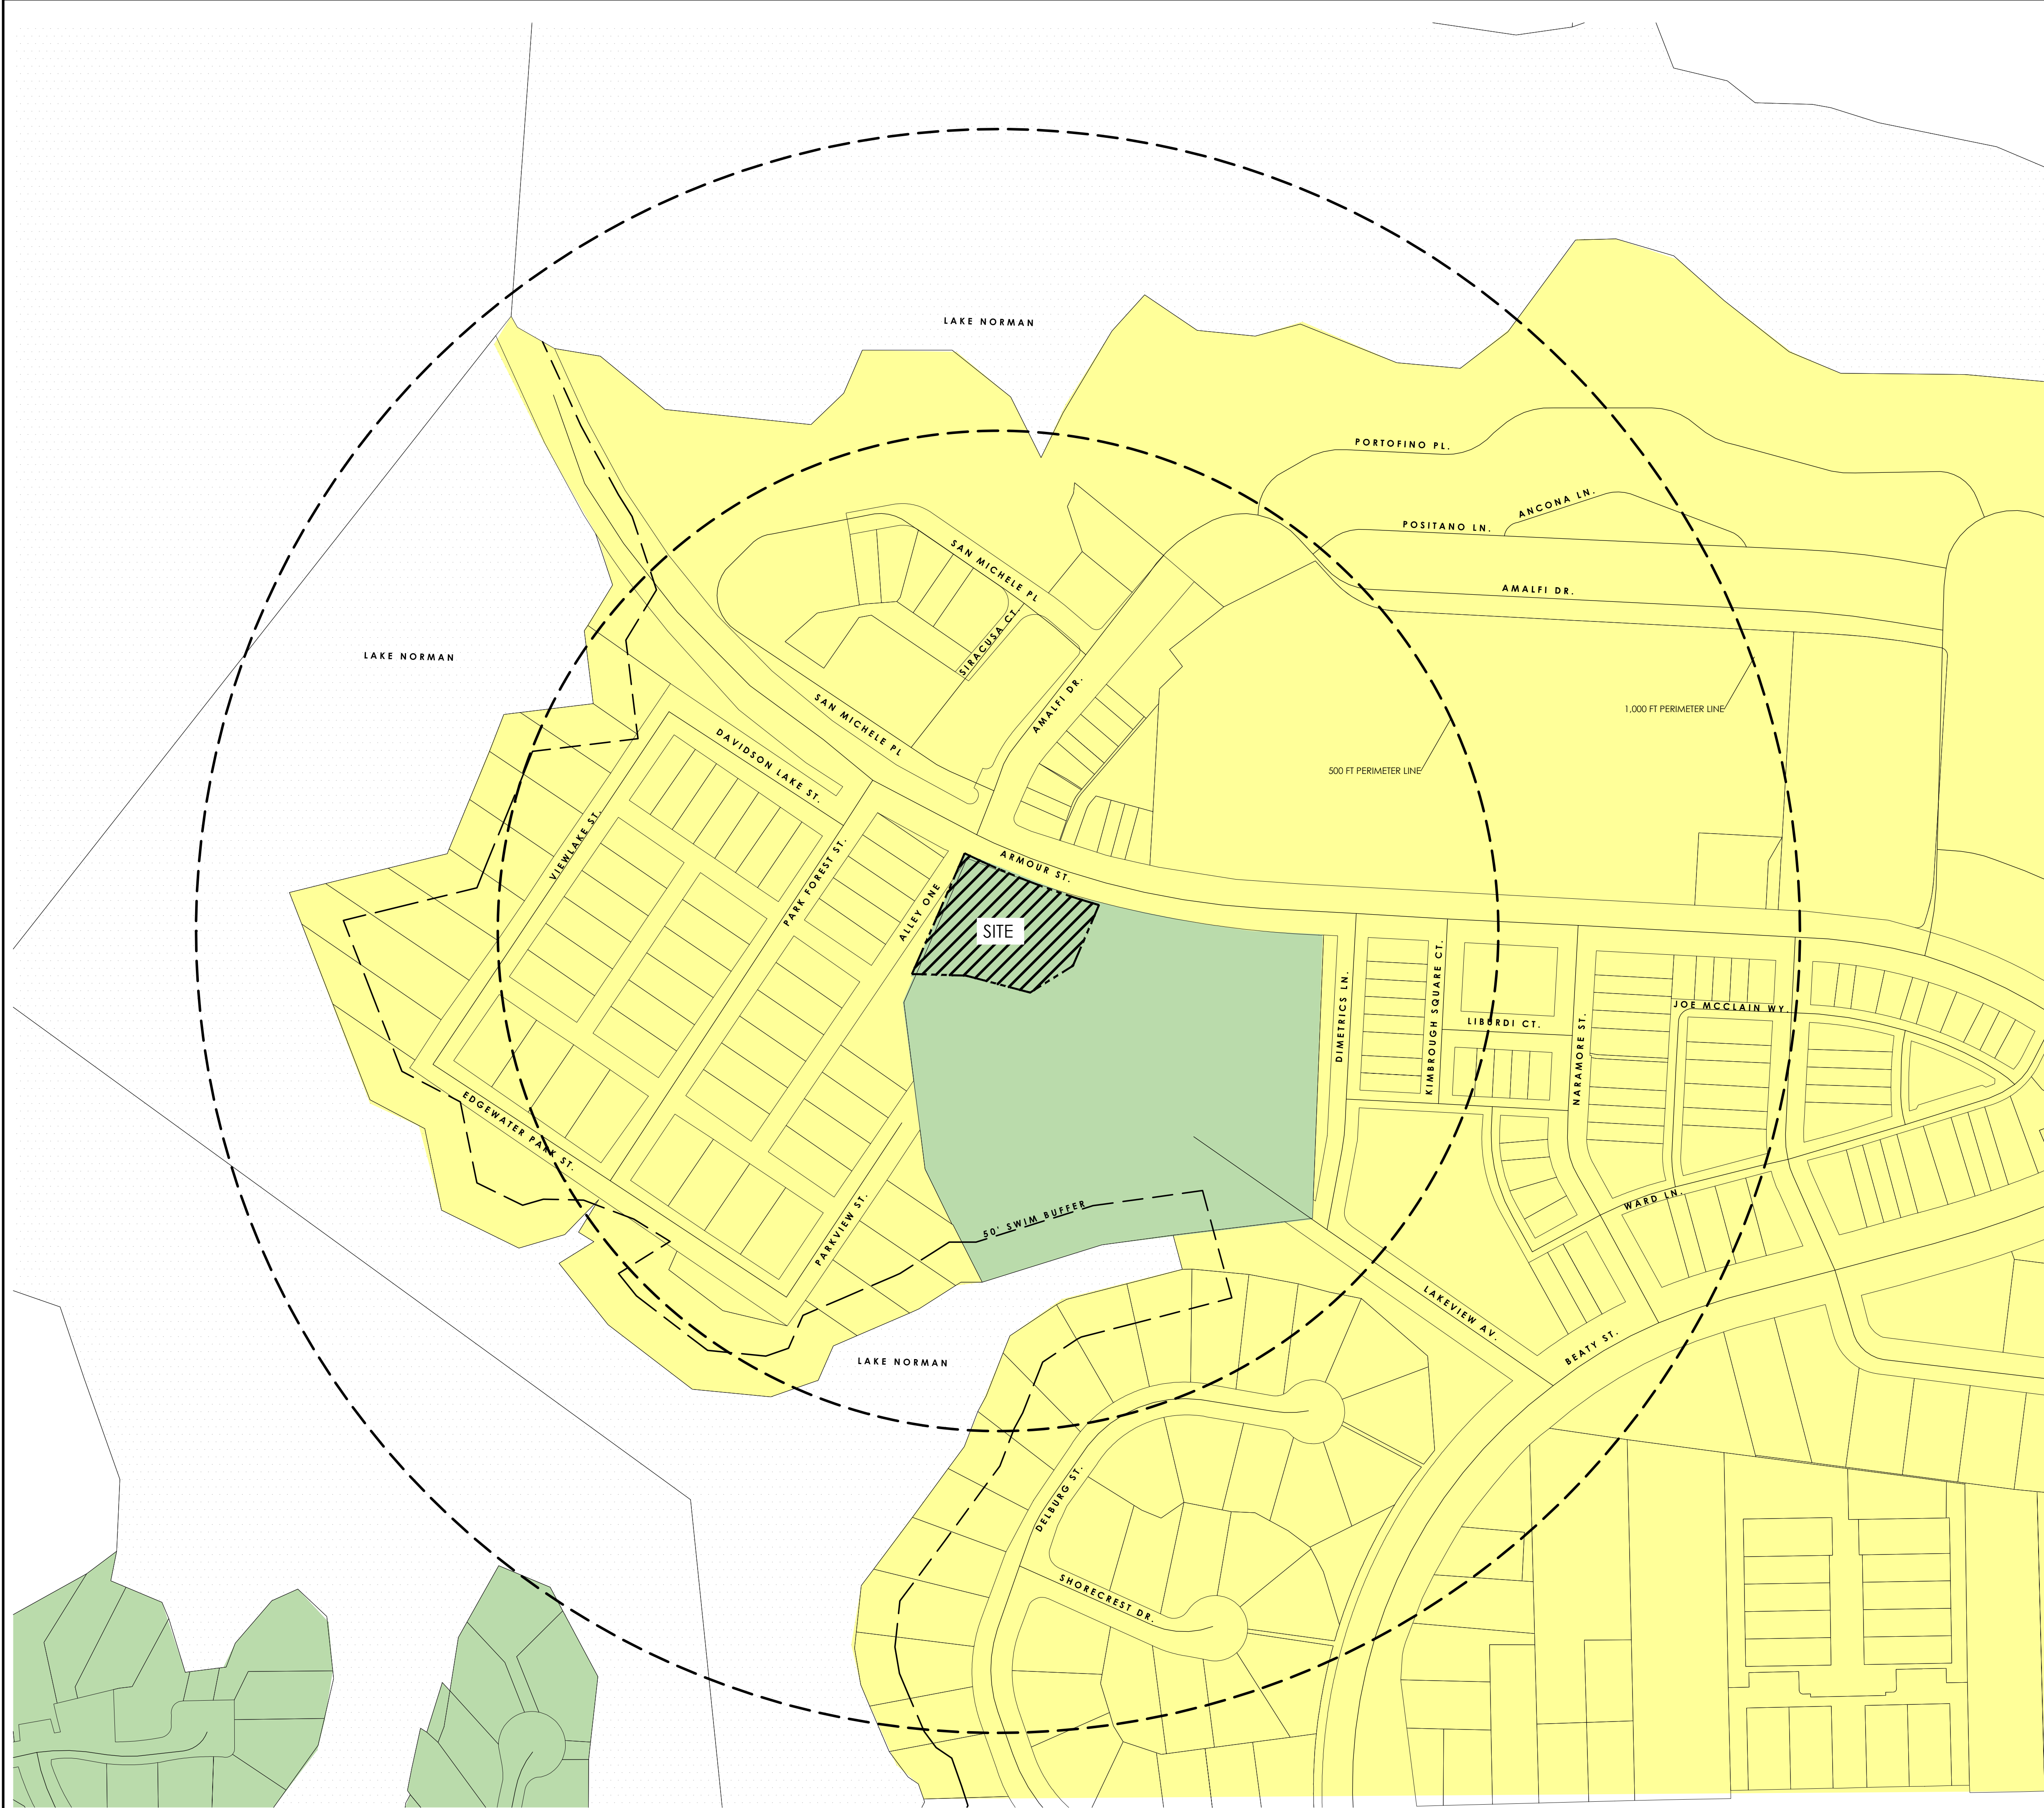 LAKE NORMAN
PORTOFINO PL.
ANCONA LN.
POSITANO LN.
SAN MICHELE PL
AMALFI DR.
SIRACUSA CT.
LAKE NORMAN
AMALFI DR.
1,000 FT PERIMETER LINE
SAN MICHELE PL
DAVIDSON LAKE ST.
500 FT PERIMETER LINE
VIEWLAKE ST.
PARK FOREST ST.
ARMOUR ST.
ALLEY ONE
SITE
DIMETRICS LN.
KIMBROUGH SQUARE CT.
JOE MCCLAIN WY.
LIBURDI CT.
NARAMORE ST.
EDGEWATER PARK ST.
WARD LN.
50' SWIM BUFFER
PARKVIEW ST.
LAKEVIEW AV.
BEATY ST.
LAKE NORMAN
DELBURG ST.
SHORECREST DR.